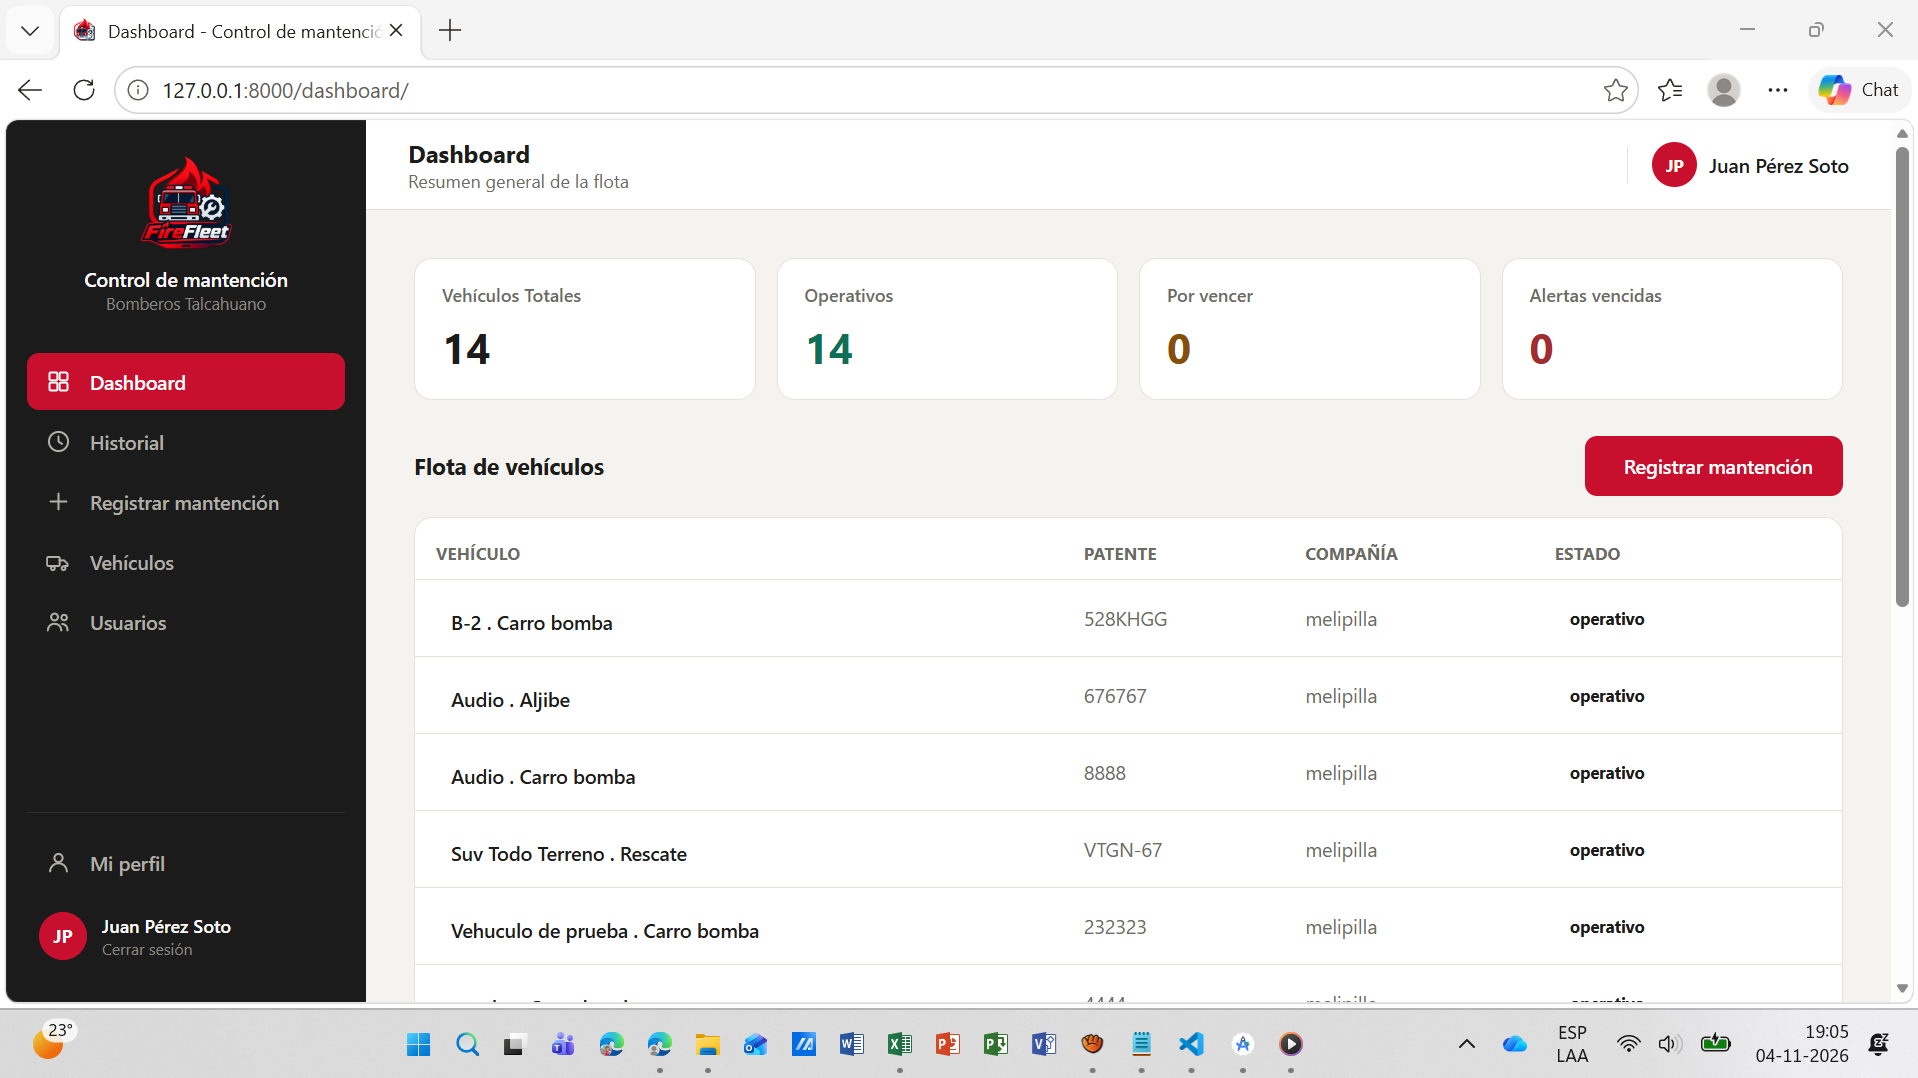 Dashboard - Control de mantenció
127.0.0.1:8000/dashboard/
Chat
FireFleet
Control de mantención
Bomberos Talcahuano
Dashboard
Historial
Registrar mantención
Vehículos
Usuarios
Mi perfil
JP
Juan Pérez Soto
Cerrar sesión
Dashboard
Resumen general de la flota
JP
Juan Pérez Soto
Vehículos Totales
14
Operativos
14
Por vencer
0
Alertas vencidas
0
Flota de vehículos
Registrar mantención
VEHÍCULO PATENTE COMPAÑÍA ESTADO
B-2 . Carro bomba 528KHGG melipilla operativo
Audio . Aljibe 676767 melipilla operativo
Audio . Carro bomba 8888 melipilla operativo
Suv Todo Terreno . Rescate VTGN-67 melipilla operativo
Vehuculo de prueba . Carro bomba 232323 melipilla operativo
4444 melipilla operativo
23°
ESP
LAA
19:05
04-11-2026